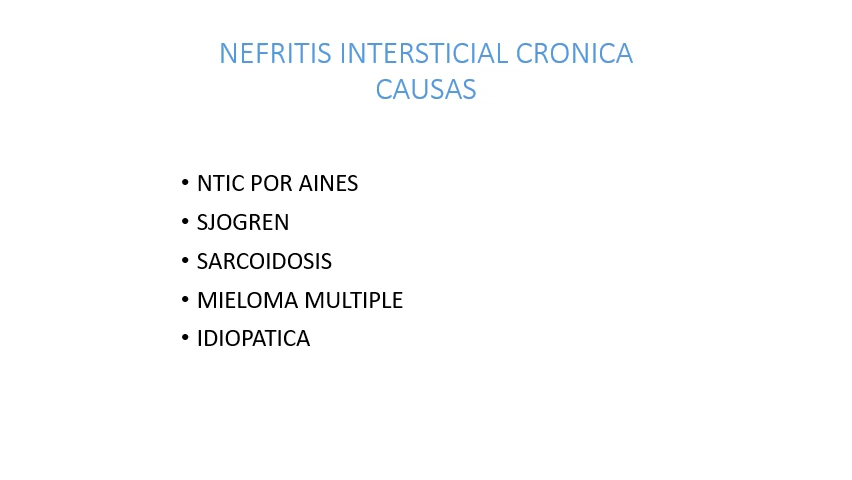 NEFRITIS INTERSTICIAL CRONICA
CAUSAS
• NTIC POR AINES
• SJOGREN
• SARCOIDOSIS
• MIELOMA MULTIPLE
• IDIOPATICA